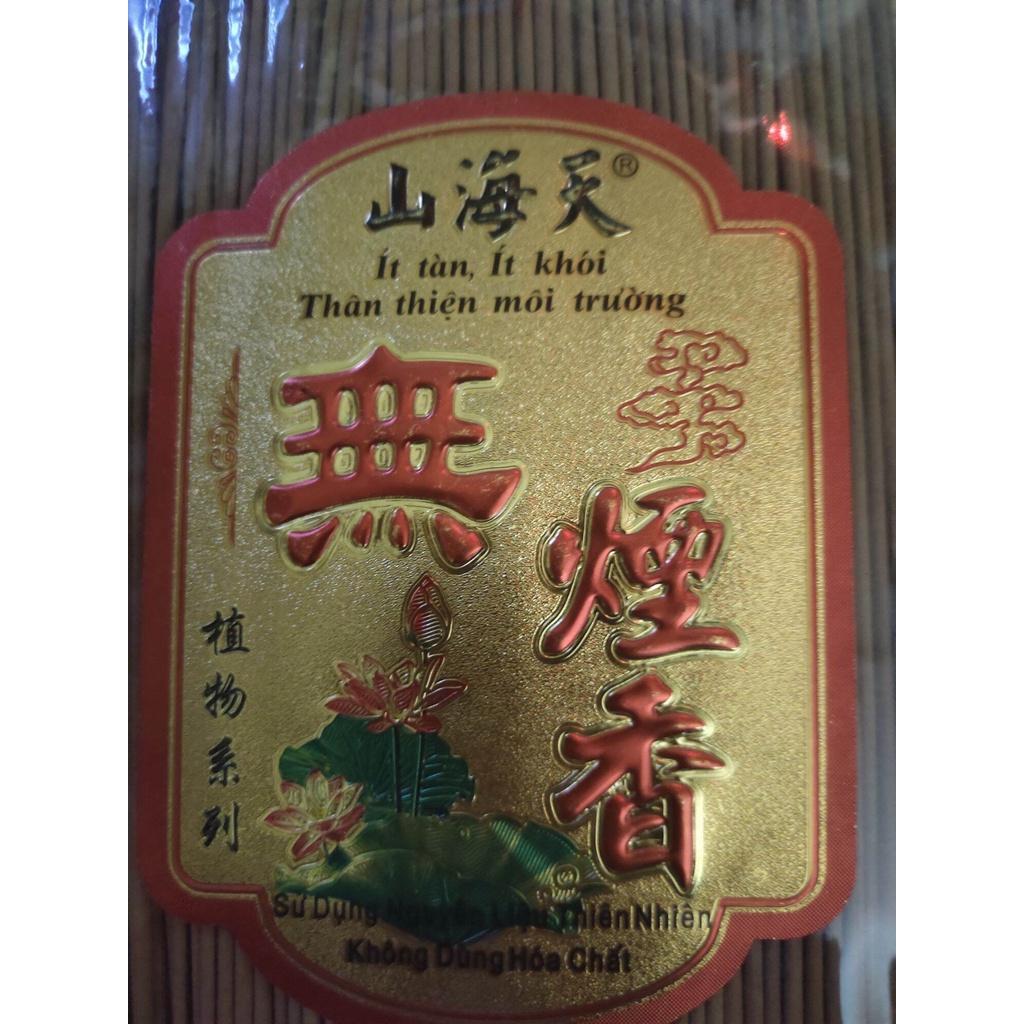 山海天®
Ít tàn, Ít khói
Thân thiện môi trường
無
煙
香
植物系列
Sử Dụng Nguyên Liệu Thiên Nhiên
Không Dùng Hóa Chất